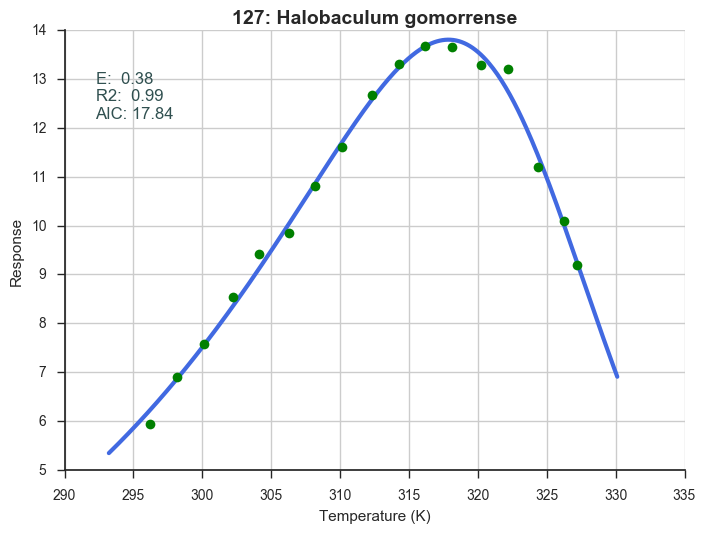 127: Halobaculum gomorrense
14
13
12
11
10
9
8
7
6
5
E: 0.38
R2: 0.99
AIC: 17.84
Response
290 295 300 305 310 315 320 325 330 335
Temperature (K)